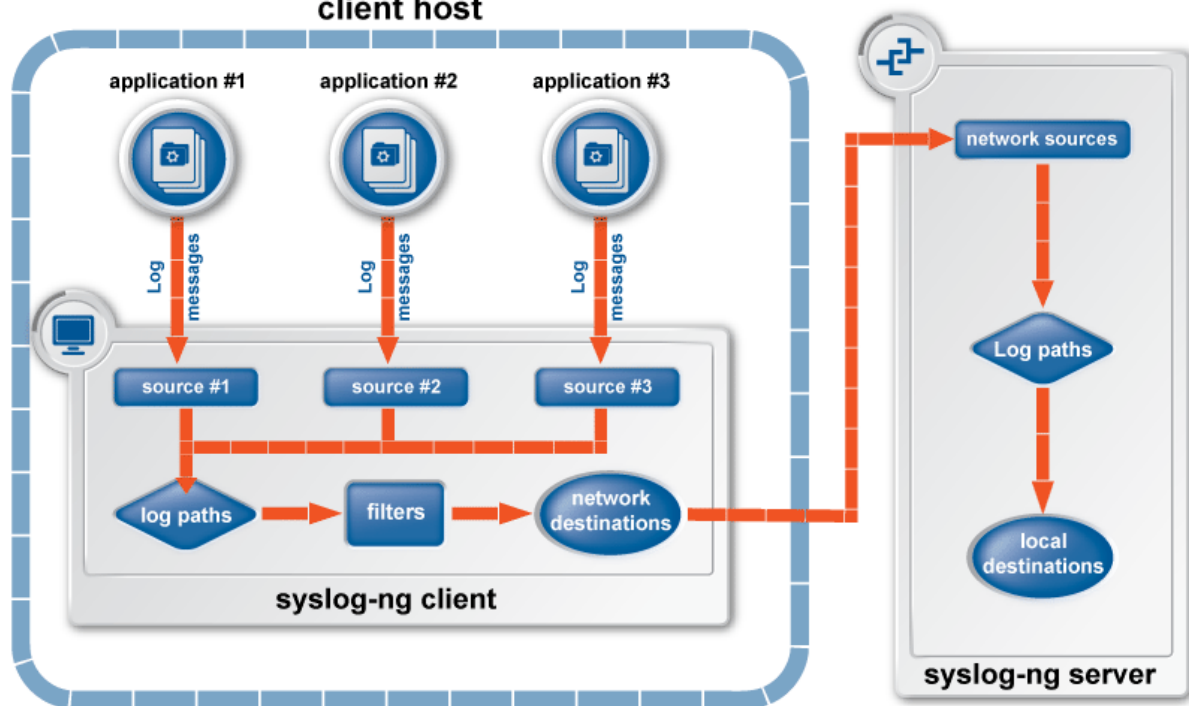 client host
application #1
application #2
application #3
Log
messages
Log
messages
Log
messages
source #1
source #2
source #3
log paths
filters
network
destinations
syslog-ng client
network sources
Log paths
local
destinations
syslog-ng server